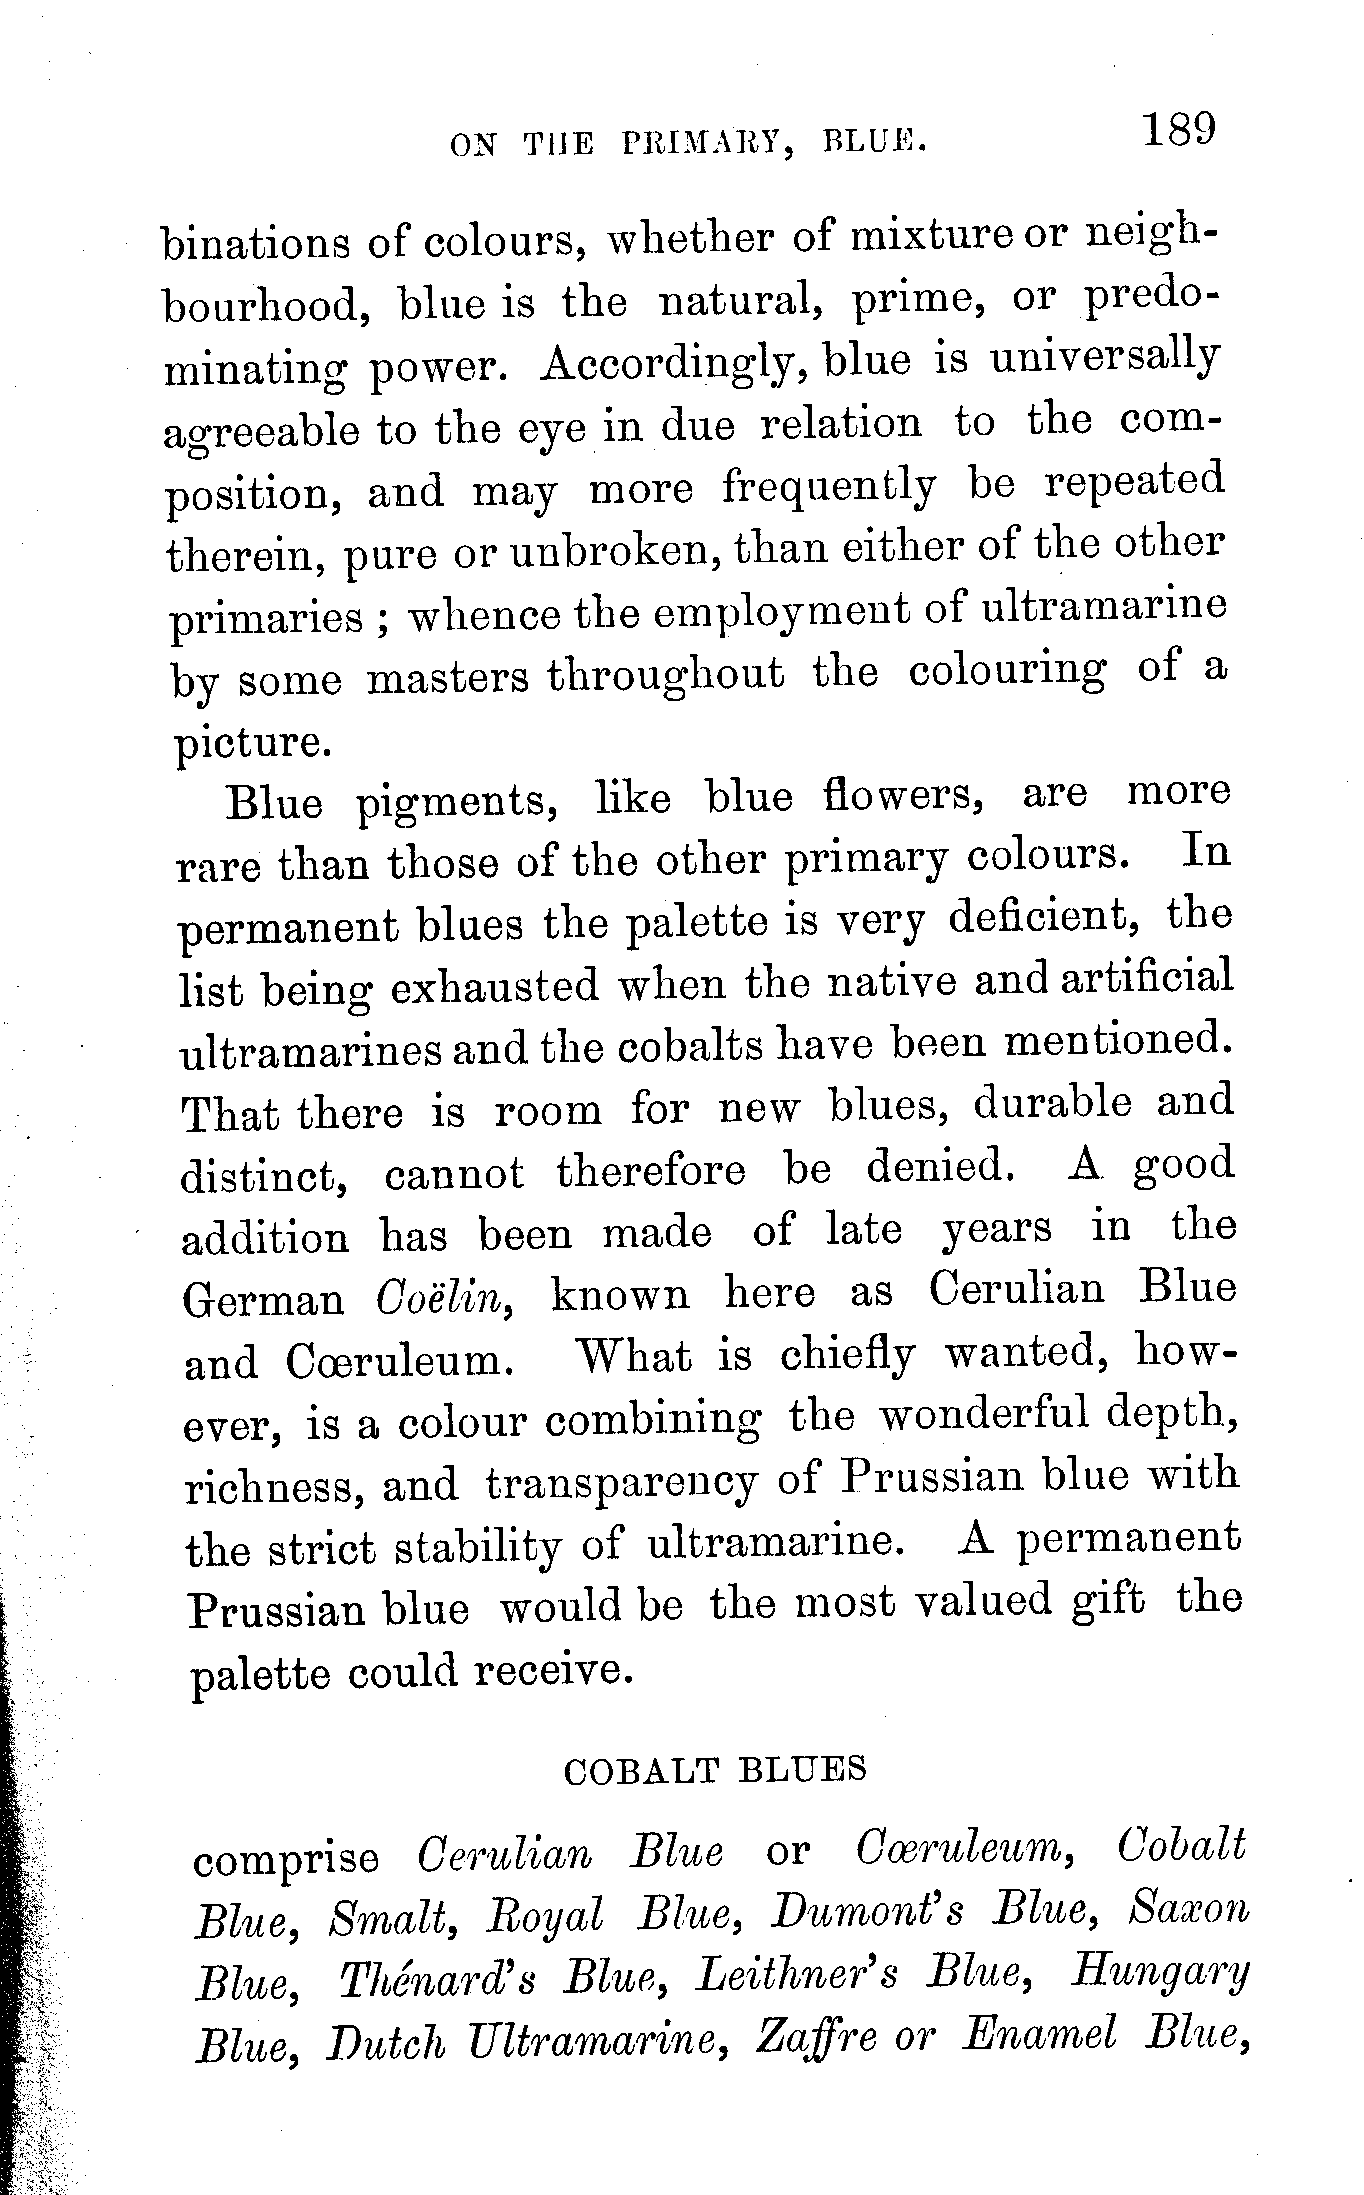 ON THE PRIMARY, BLUE. 189
binations of colours, whether of mixture or neigh-
bourhood, blue is the natural, prime, or predo-
minating power. Accordingly, blue is universally
agreeable to the eye in due relation to the com-
position, and may more frequently be repeated
therein, pure or unbroken, than either of the other
primaries ; whence the employment of ultramarine
by some masters throughout the colouring of a
picture.
Blue pigments, like blue flowers, are more
rare than those of the other primary colours. In
permanent blues the palette is very deficient, the
list being exhausted when the native and artificial
ultramarines and the cobalts have been mentioned.
That there is room for new blues, durable and
distinct, cannot therefore be denied. A good
addition has been made of late years in the
German Coëlin, known here as Cerulian Blue
and Cœruleum. What is chiefly wanted, how-
ever, is a colour combining the wonderful depth,
richness, and transparency of Prussian blue with
the strict stability of ultramarine. A permanent
Prussian blue would be the most valued gift the
palette could receive.
COBALT BLUES
comprise Cerulian Blue or Cœruleum, Cobalt
Blue, Smalt, Royal Blue, Dumont's Blue, Saxon
Blue, Thénard's Blue, Leithner's Blue, Hungary
Blue, Dutch Ultramarine, Zaffre or Enamel Blue,